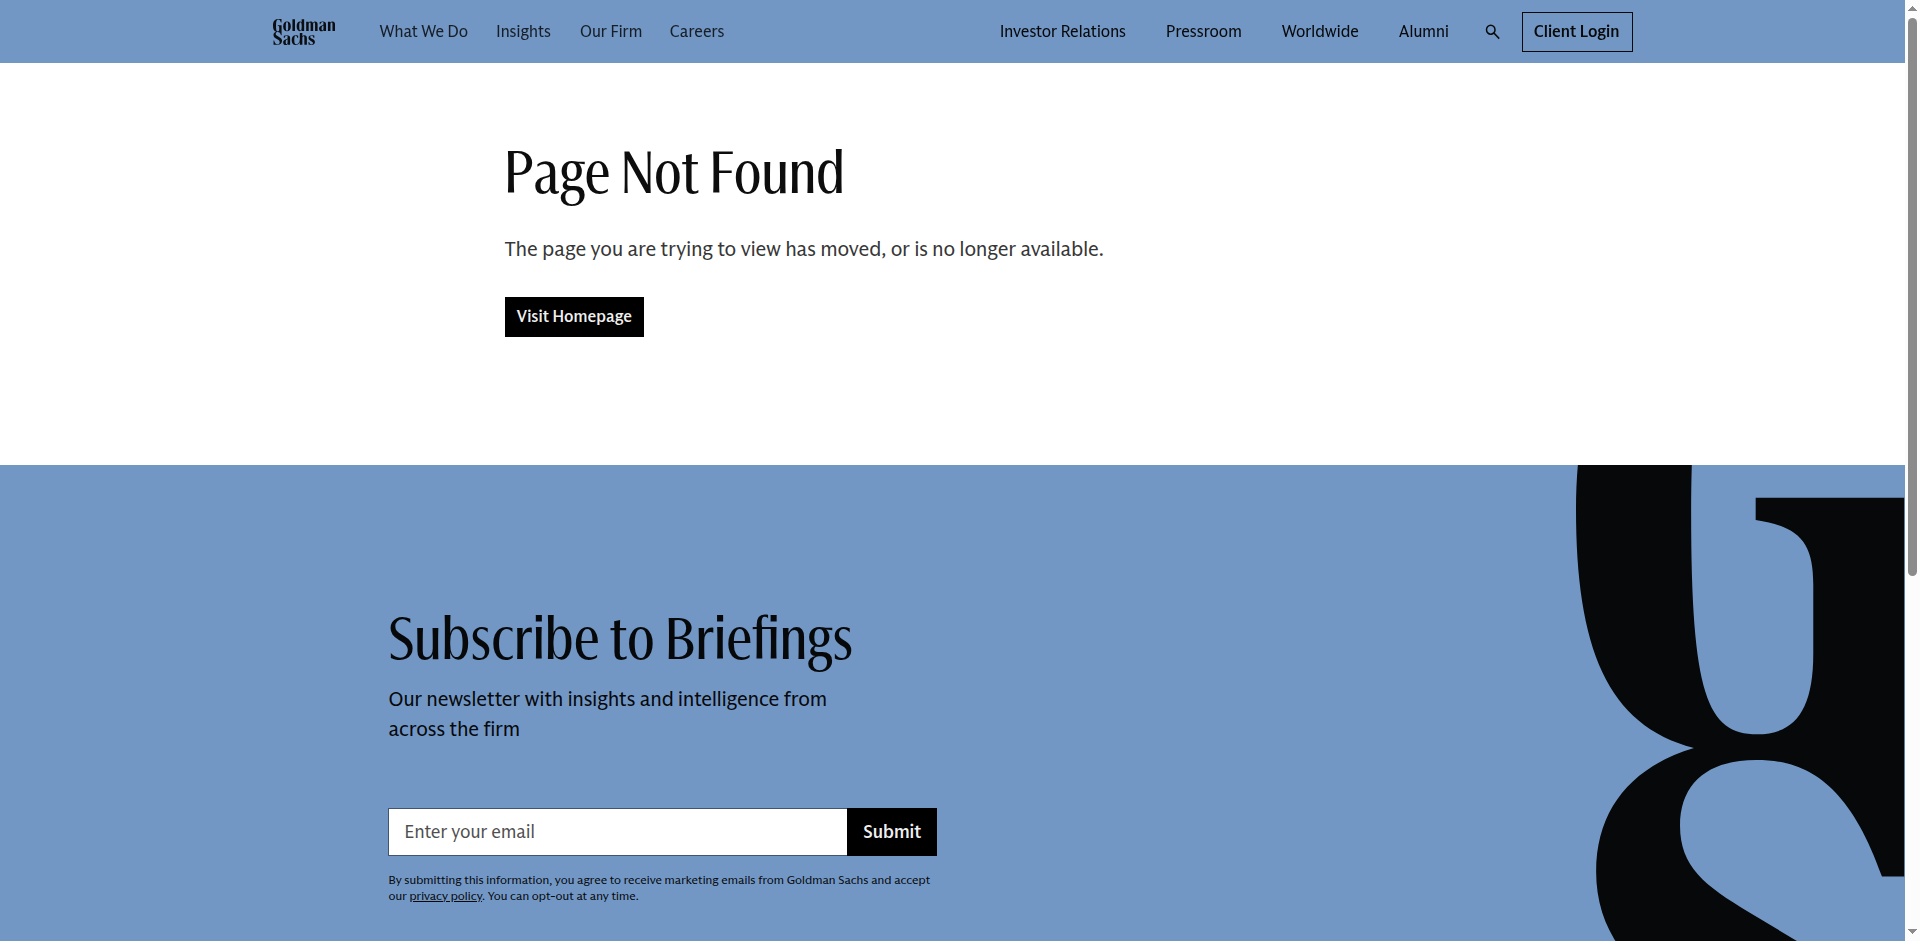 Goldman
Sachs
What We Do
Insights
Our Firm
Careers
Investor Relations
Pressroom
Worldwide
Alumni
Client Login
Page Not Found
The page you are trying to view has moved, or is no longer available.
Visit Homepage
Subscribe to Briefings
Our newsletter with insights and intelligence from
across the firm
Enter your email
Submit
By submitting this information, you agree to receive marketing emails from Goldman Sachs and accept
our privacy policy. You can opt-out at any time.